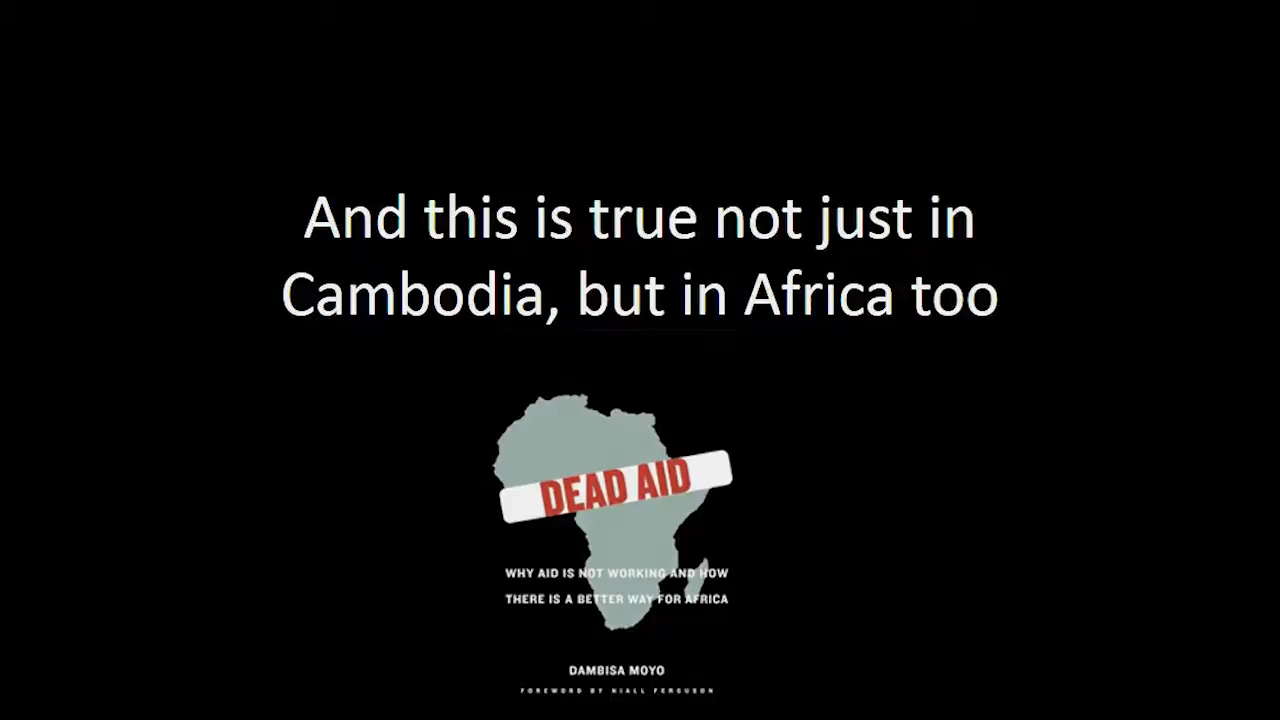 And this is true not just in
Cambodia, but in Africa too
DEAD AID
WHY AID IS NOT WORKING AND HOW
THERE IS A BETTER WAY FOR AFRICA
DAMBISA MOYO
FOREWORD BY NIALL FERGUSON